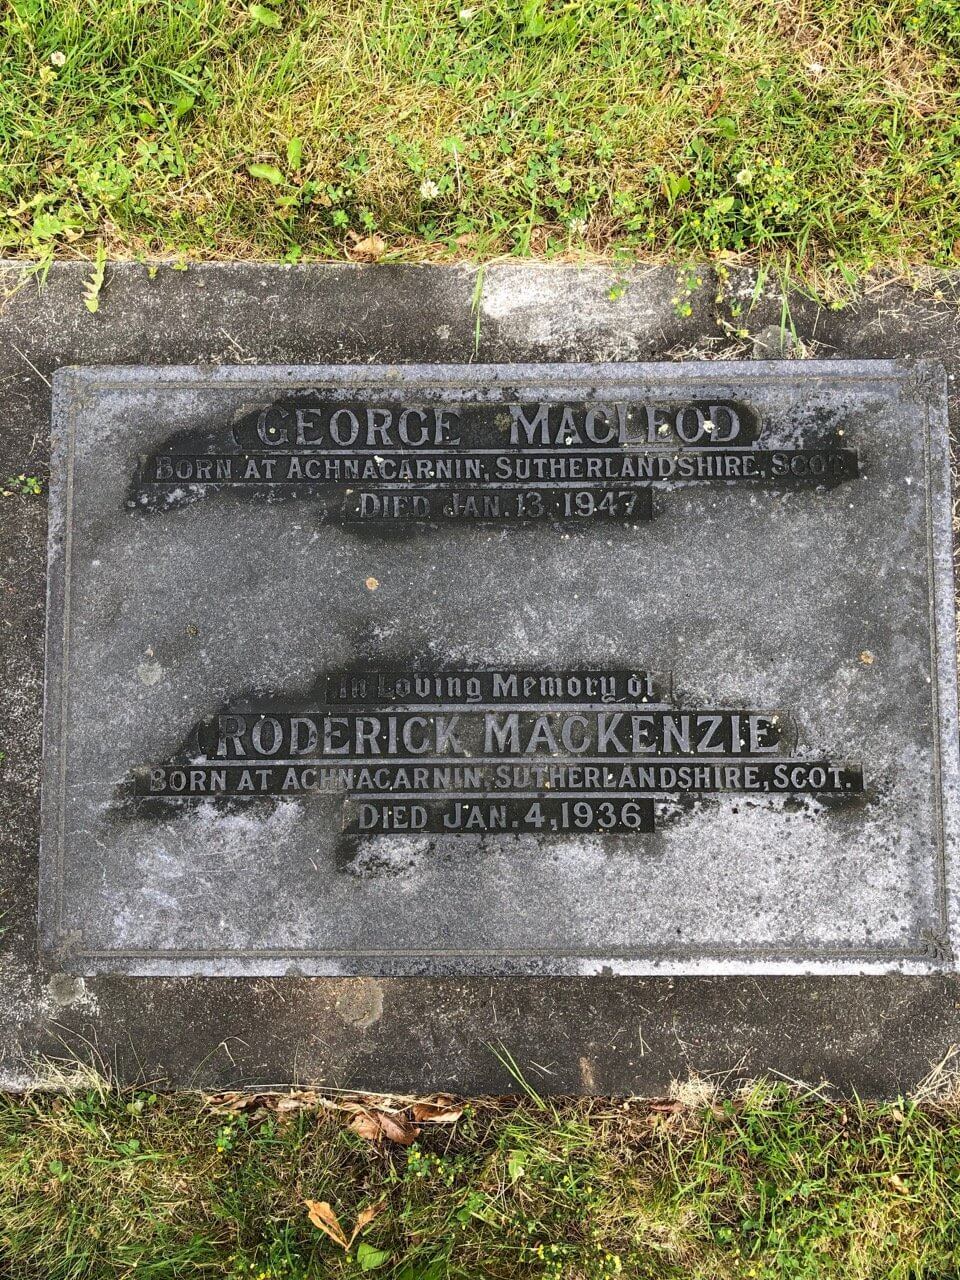 GEORGE MACLEOD
BORN AT ACHNACARNIN, SUTHERLANDSHIRE, SCOT.
DIED JAN. 13, 1947
In Loving Memory of
RODERICK MACKENZIE
BORN AT ACHNACARNIN, SUTHERLANDSHIRE, SCOT.
DIED JAN. 4, 1936